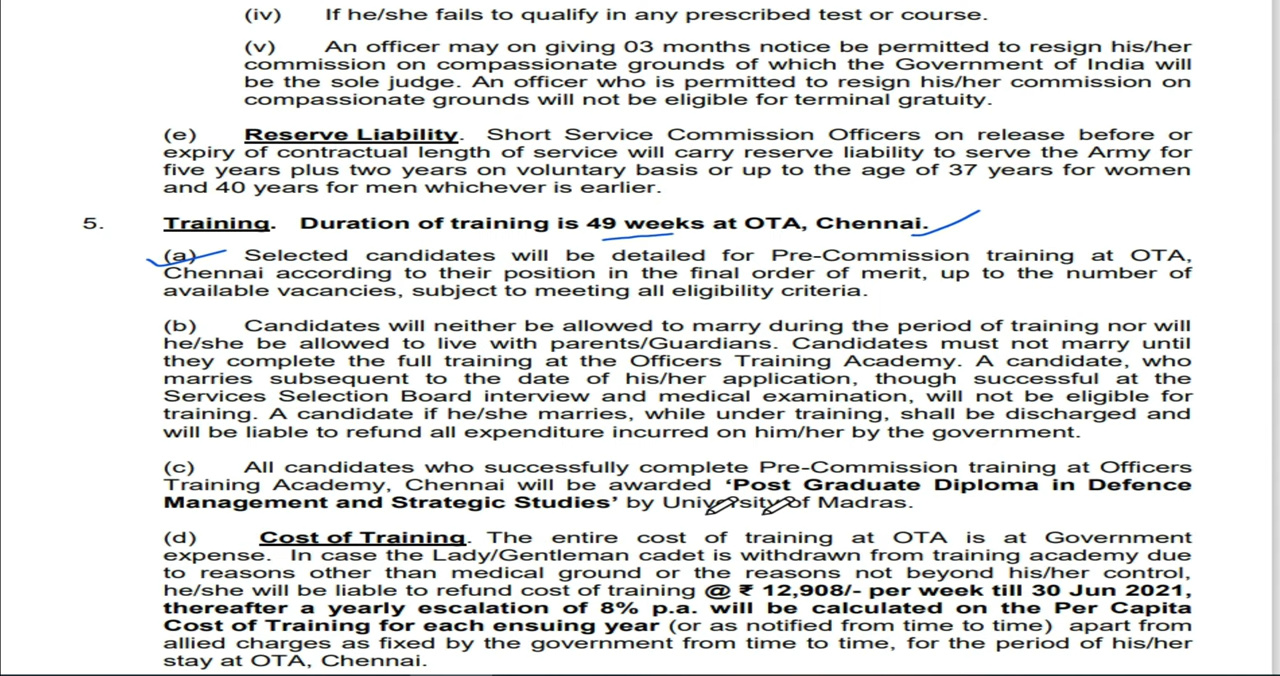 (iv) If he/she fails to qualify in any prescribed test or course.
(v) An officer may on giving 03 months notice be permitted to resign his/her
commission on compassionate grounds of which the Government of India will
be the sole judge. An officer who is permitted to resign his/her commission on
compassionate grounds will not be eligible for terminal gratuity.
(e) Reserve Liability. Short Service Commission Officers on release before or
expiry of contractual length of service will carry reserve liability to serve the Army for
five years plus two years on voluntary basis or up to the age of 37 years for women
and 40 years for men whichever is earlier.
5. Training. Duration of training is 49 weeks at OTA, Chennai.
(a) Selected candidates will be detailed for Pre-Commission training at OTA,
Chennai according to their position in the final order of merit, up to the number of
available vacancies, subject to meeting all eligibility criteria.
(b) Candidates will neither be allowed to marry during the period of training nor will
he/she be allowed to live with parents/Guardians. Candidates must not marry until
they complete the full training at the Officers Training Academy. A candidate, who
marries subsequent to the date of his/her application, though successful at the
Services Selection Board interview and medical examination, will not be eligible for
training. A candidate if he/she marries, while under training, shall be discharged and
will be liable to refund all expenditure incurred on him/her by the government.
(c) All candidates who successfully complete Pre-Commission training at Officers
Training Academy, Chennai will be awarded ‘Post Graduate Diploma in Defence
Management and Strategic Studies’ by University of Madras.
(d) Cost of Training. The entire cost of training at OTA is at Government
expense. In case the Lady/Gentleman cadet is withdrawn from training academy due
to reasons other than medical ground or the reasons not beyond his/her control,
he/she will be liable to refund cost of training @ ₹ 12,908/- per week till 30 Jun 2021,
thereafter a yearly escalation of 8% p.a. will be calculated on the Per Capita
Cost of Training for each ensuing year (or as notified from time to time) apart from
allied charges as fixed by the government from time to time, for the period of his/her
stay at OTA, Chennai.